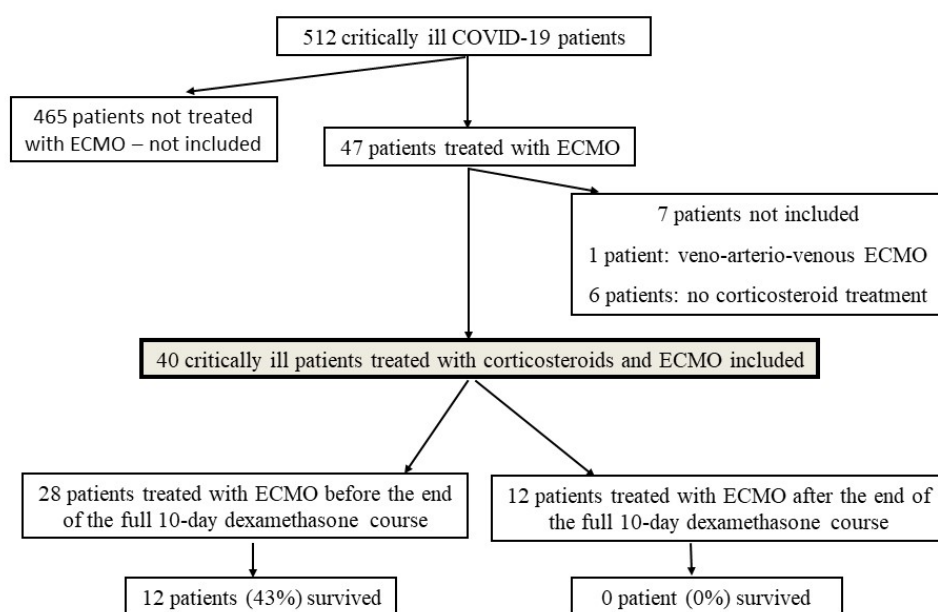 512 critically ill COVID-19 patients
465 patients not treated
with ECMO – not included
47 patients treated with ECMO
7 patients not included
1 patient: veno-arterio-venous ECMO
6 patients: no corticosteroid treatment
40 critically ill patients treated with corticosteroids and ECMO included
28 patients treated with ECMO before the end
of the full 10-day dexamethasone course
12 patients treated with ECMO after the end of
the full 10-day dexamethasone course
12 patients (43%) survived
0 patient (0%) survived